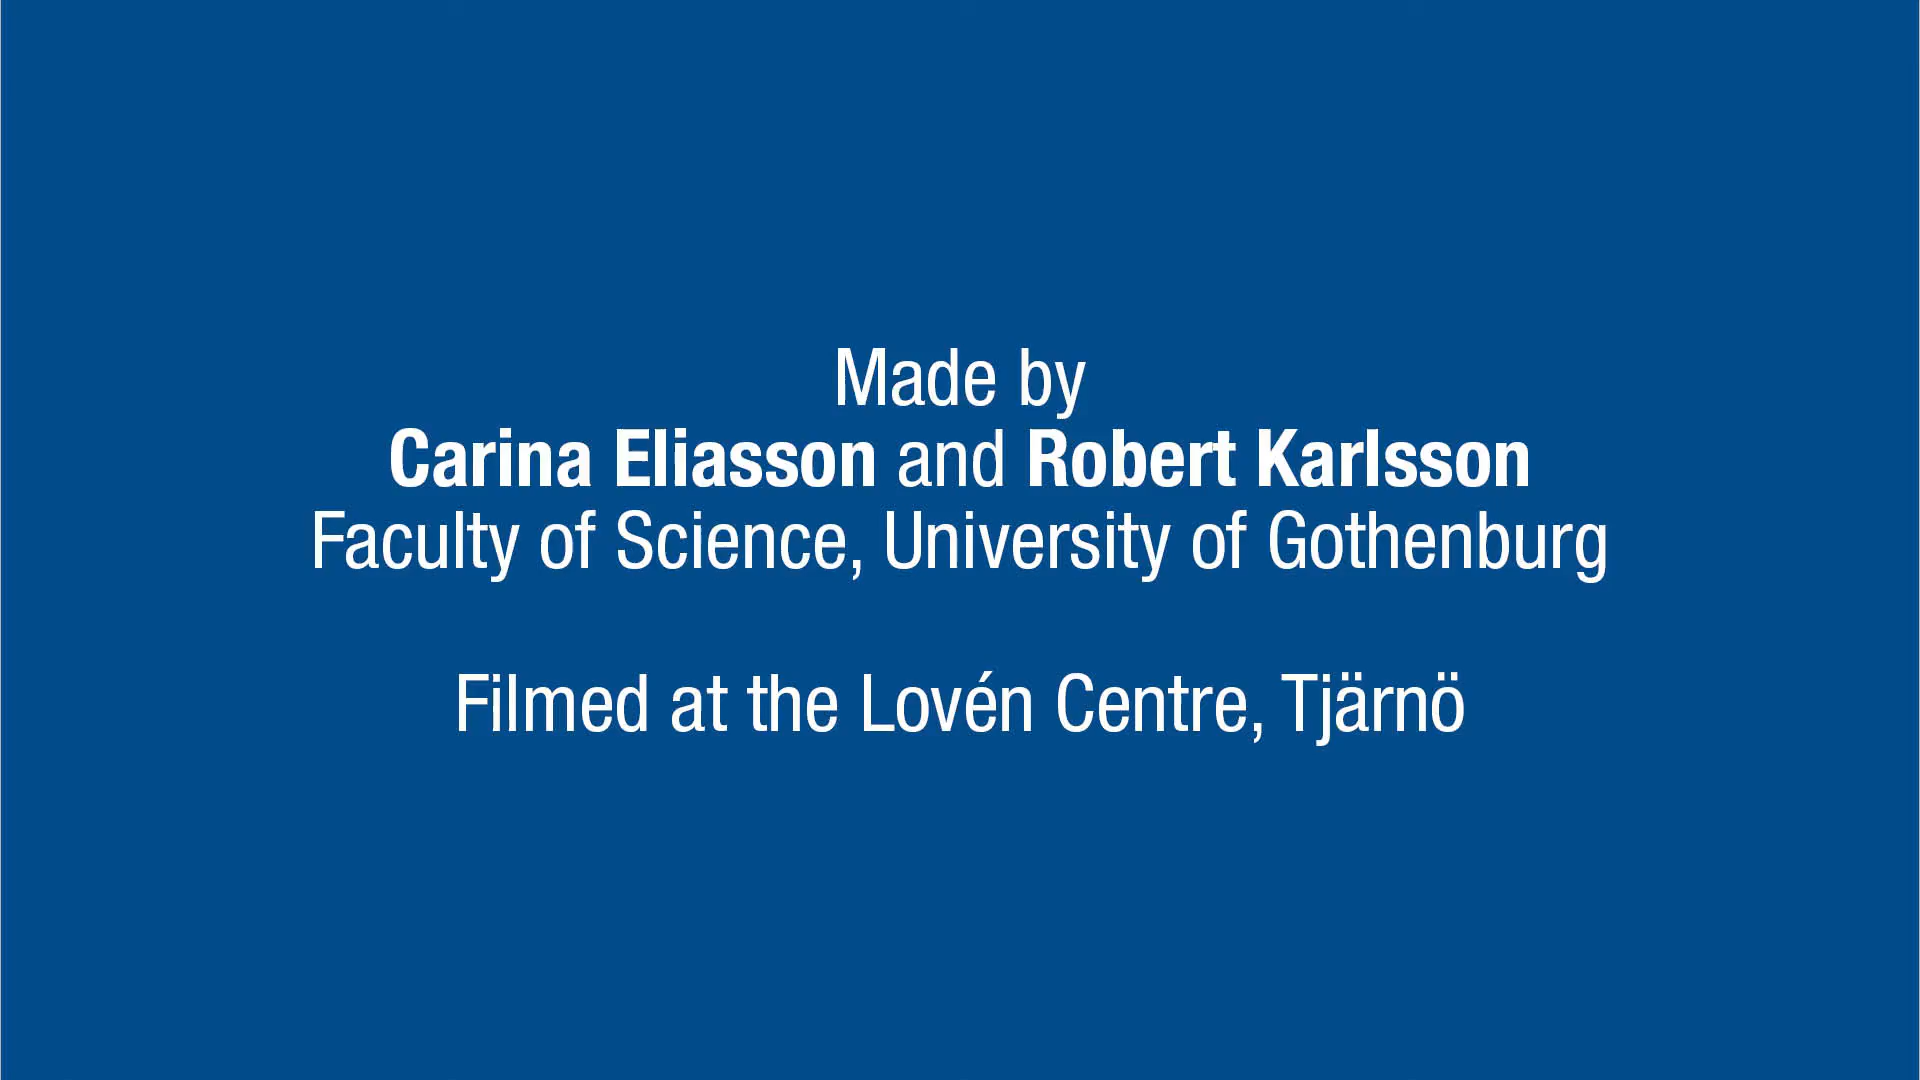 Made by
Carina Eliasson and Robert Karlsson
Faculty of Science, University of Gothenburg
Filmed at the Lovén Centre, Tjärnö